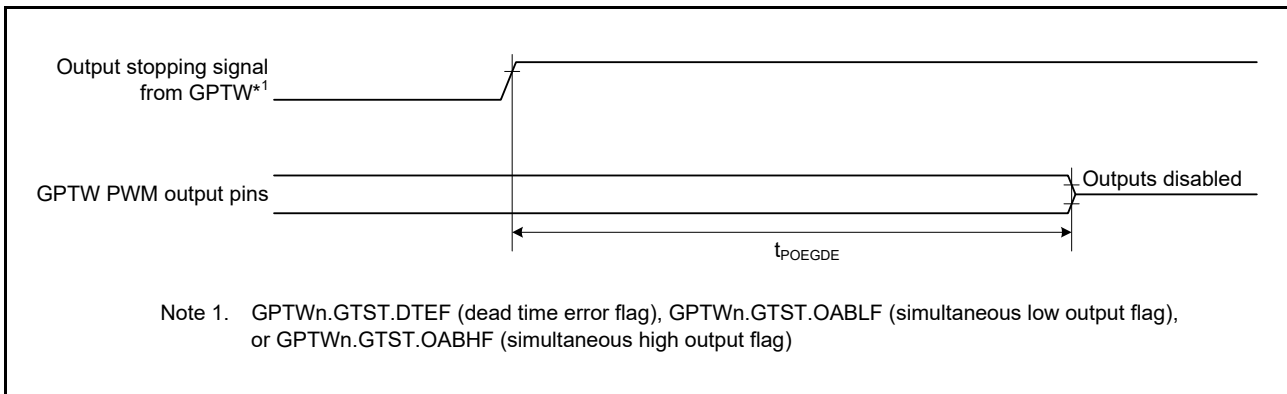 Output stopping signal
from GPTW*1
GPTW PWM output pins
Outputs disabled
tPOEGDE
Note 1. GPTWn.GTST.DTEF (dead time error flag), GPTWn.GTST.OABLF (simultaneous low output flag),
or GPTWn.GTST.OABHF (simultaneous high output flag)